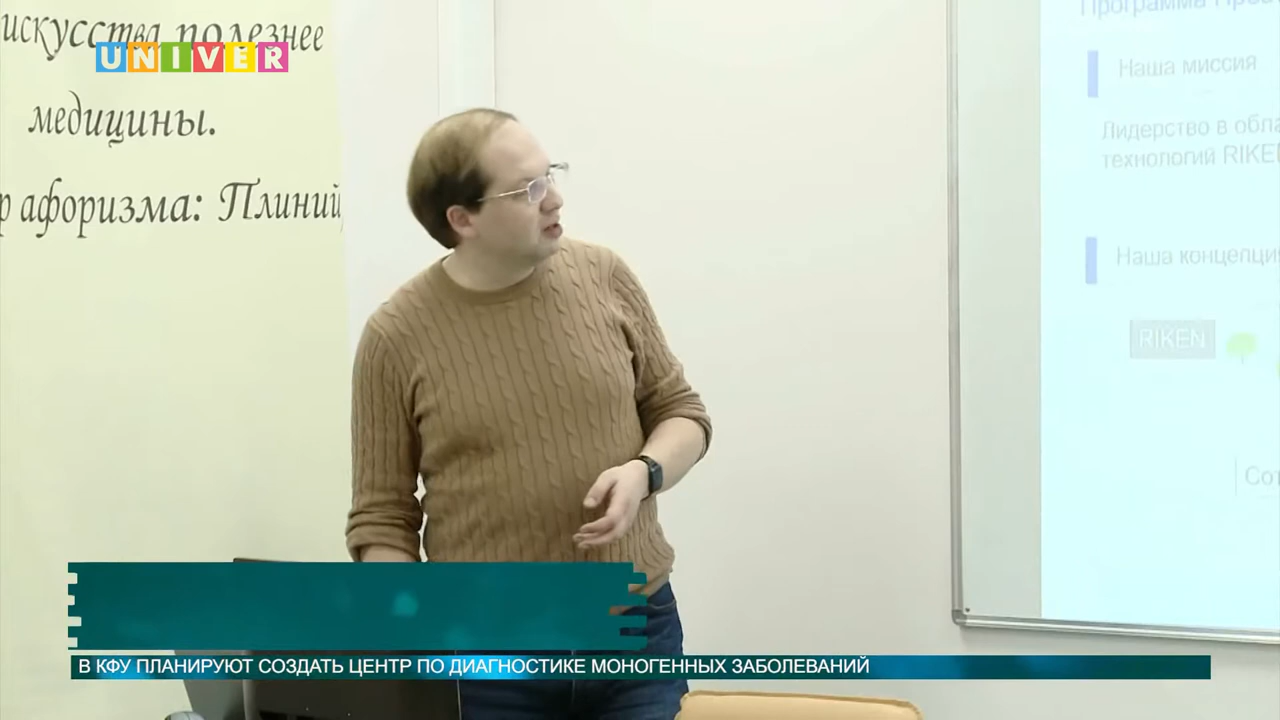 искусства полезнее
UNIVER
медицины.
р афоризма: Плиний
Наша миссия
Лидерство в обла
технологий RIKEN
Наша концепция
RIKEN
В КФУ ПЛАНИРУЮТ СОЗДАТЬ ЦЕНТР ПО ДИАГНОСТИКЕ МОНОГЕННЫХ ЗАБОЛЕВАНИЙ